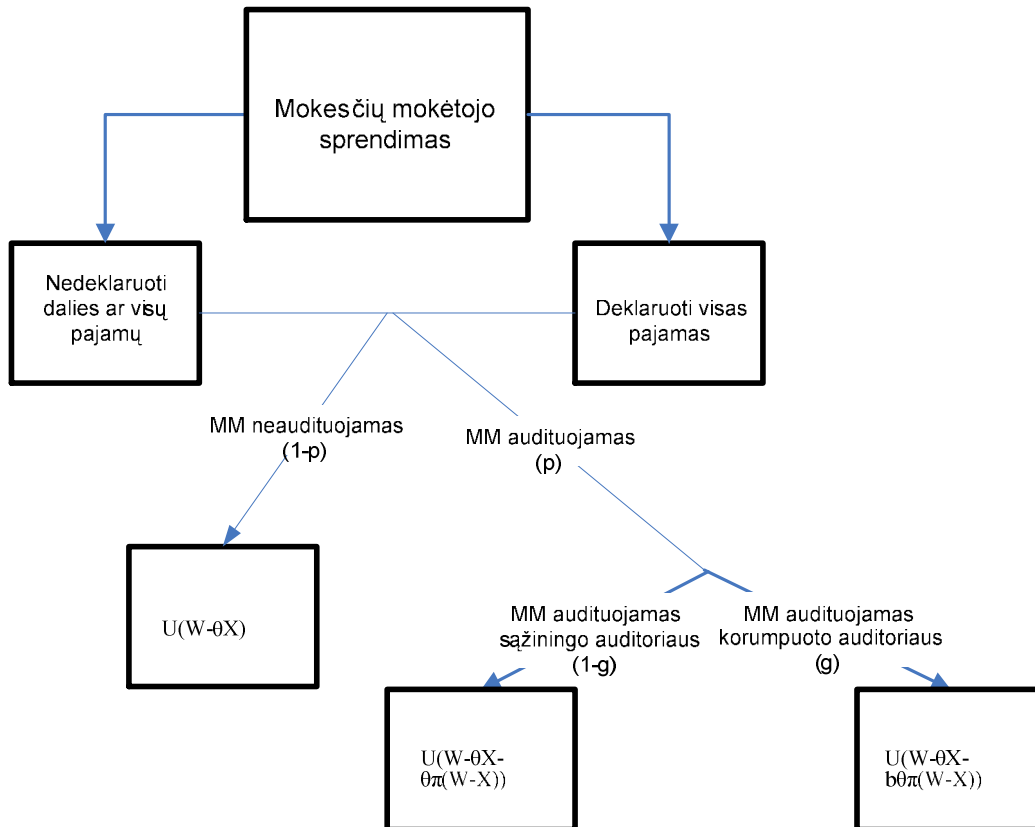 Mokesčių mokėtojo
sprendimas
Nedeklaruoti
dalies ar visų
pajamų
Deklaruoti visas
pajamas
MM neaudituojamas
(1-p)
MM audituojamas
(p)
MM audituojamas
sąžiningo auditoriaus
(1-g)
MM audituojamas
korumpuoto auditoriaus
(g)
U(W-θX)
U(W-θX-
θπ(W-X))
U(W-θX-
bθπ(W-X))